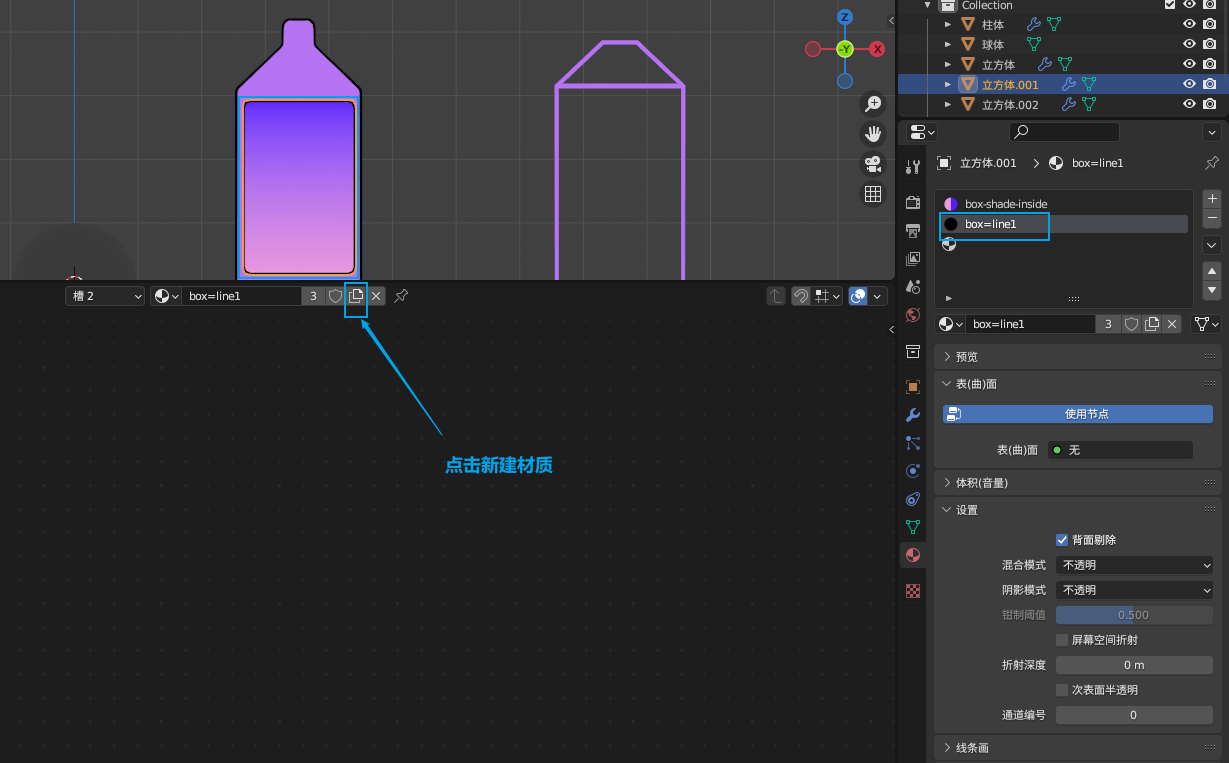 Z
-Y
X
Collection
柱体
球体
立方体
立方体.001
立方体.002
立方体.001
box=line1
box-shade-inside
box=line1
槽 2
box=line1
3
box=line1
3
点击新建材质
预览
表(曲)面
使用节点
表(曲)面
无
体积(音量)
设置
背面剔除
混合模式
不透明
阴影模式
不透明
钳制阈值
0.500
屏幕空间折射
折射深度
0 m
次表面半透明
通道编号
0
线条画